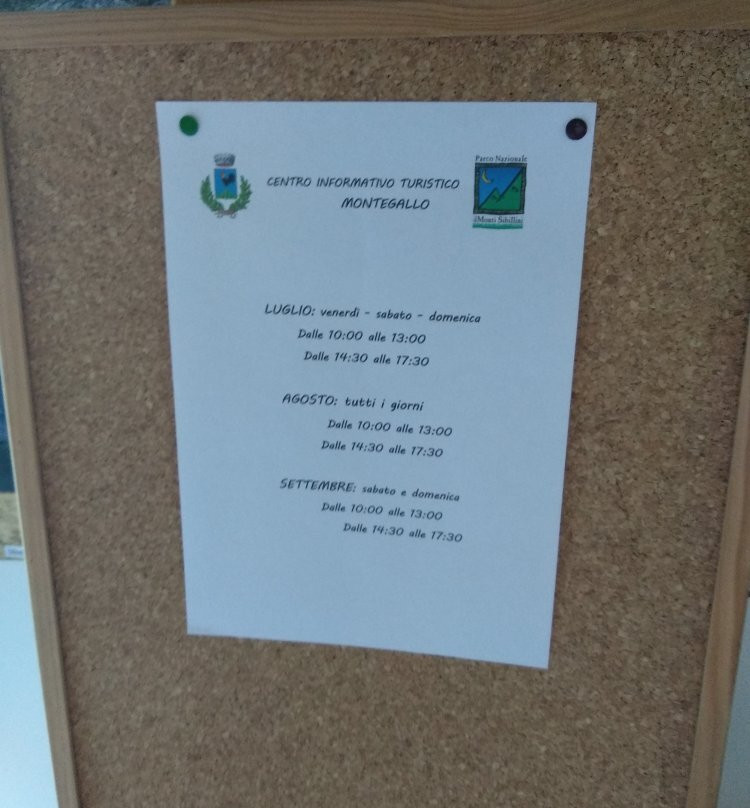 CENTRO INFORMATIVO TURISTICO
MONTEGALLO
Parco Nazionale
Monti Sibillini
LUGLIO: venerdì - sabato - domenica
Dalle 10:00 alle 13:00
Dalle 14:30 alle 17:30
AGOSTO: tutti i giorni
Dalle 10:00 alle 13:00
Dalle 14:30 alle 17:30
SETTEMBRE: sabato e domenica
Dalle 10:00 alle 13:00
Dalle 14:30 alle 17:30